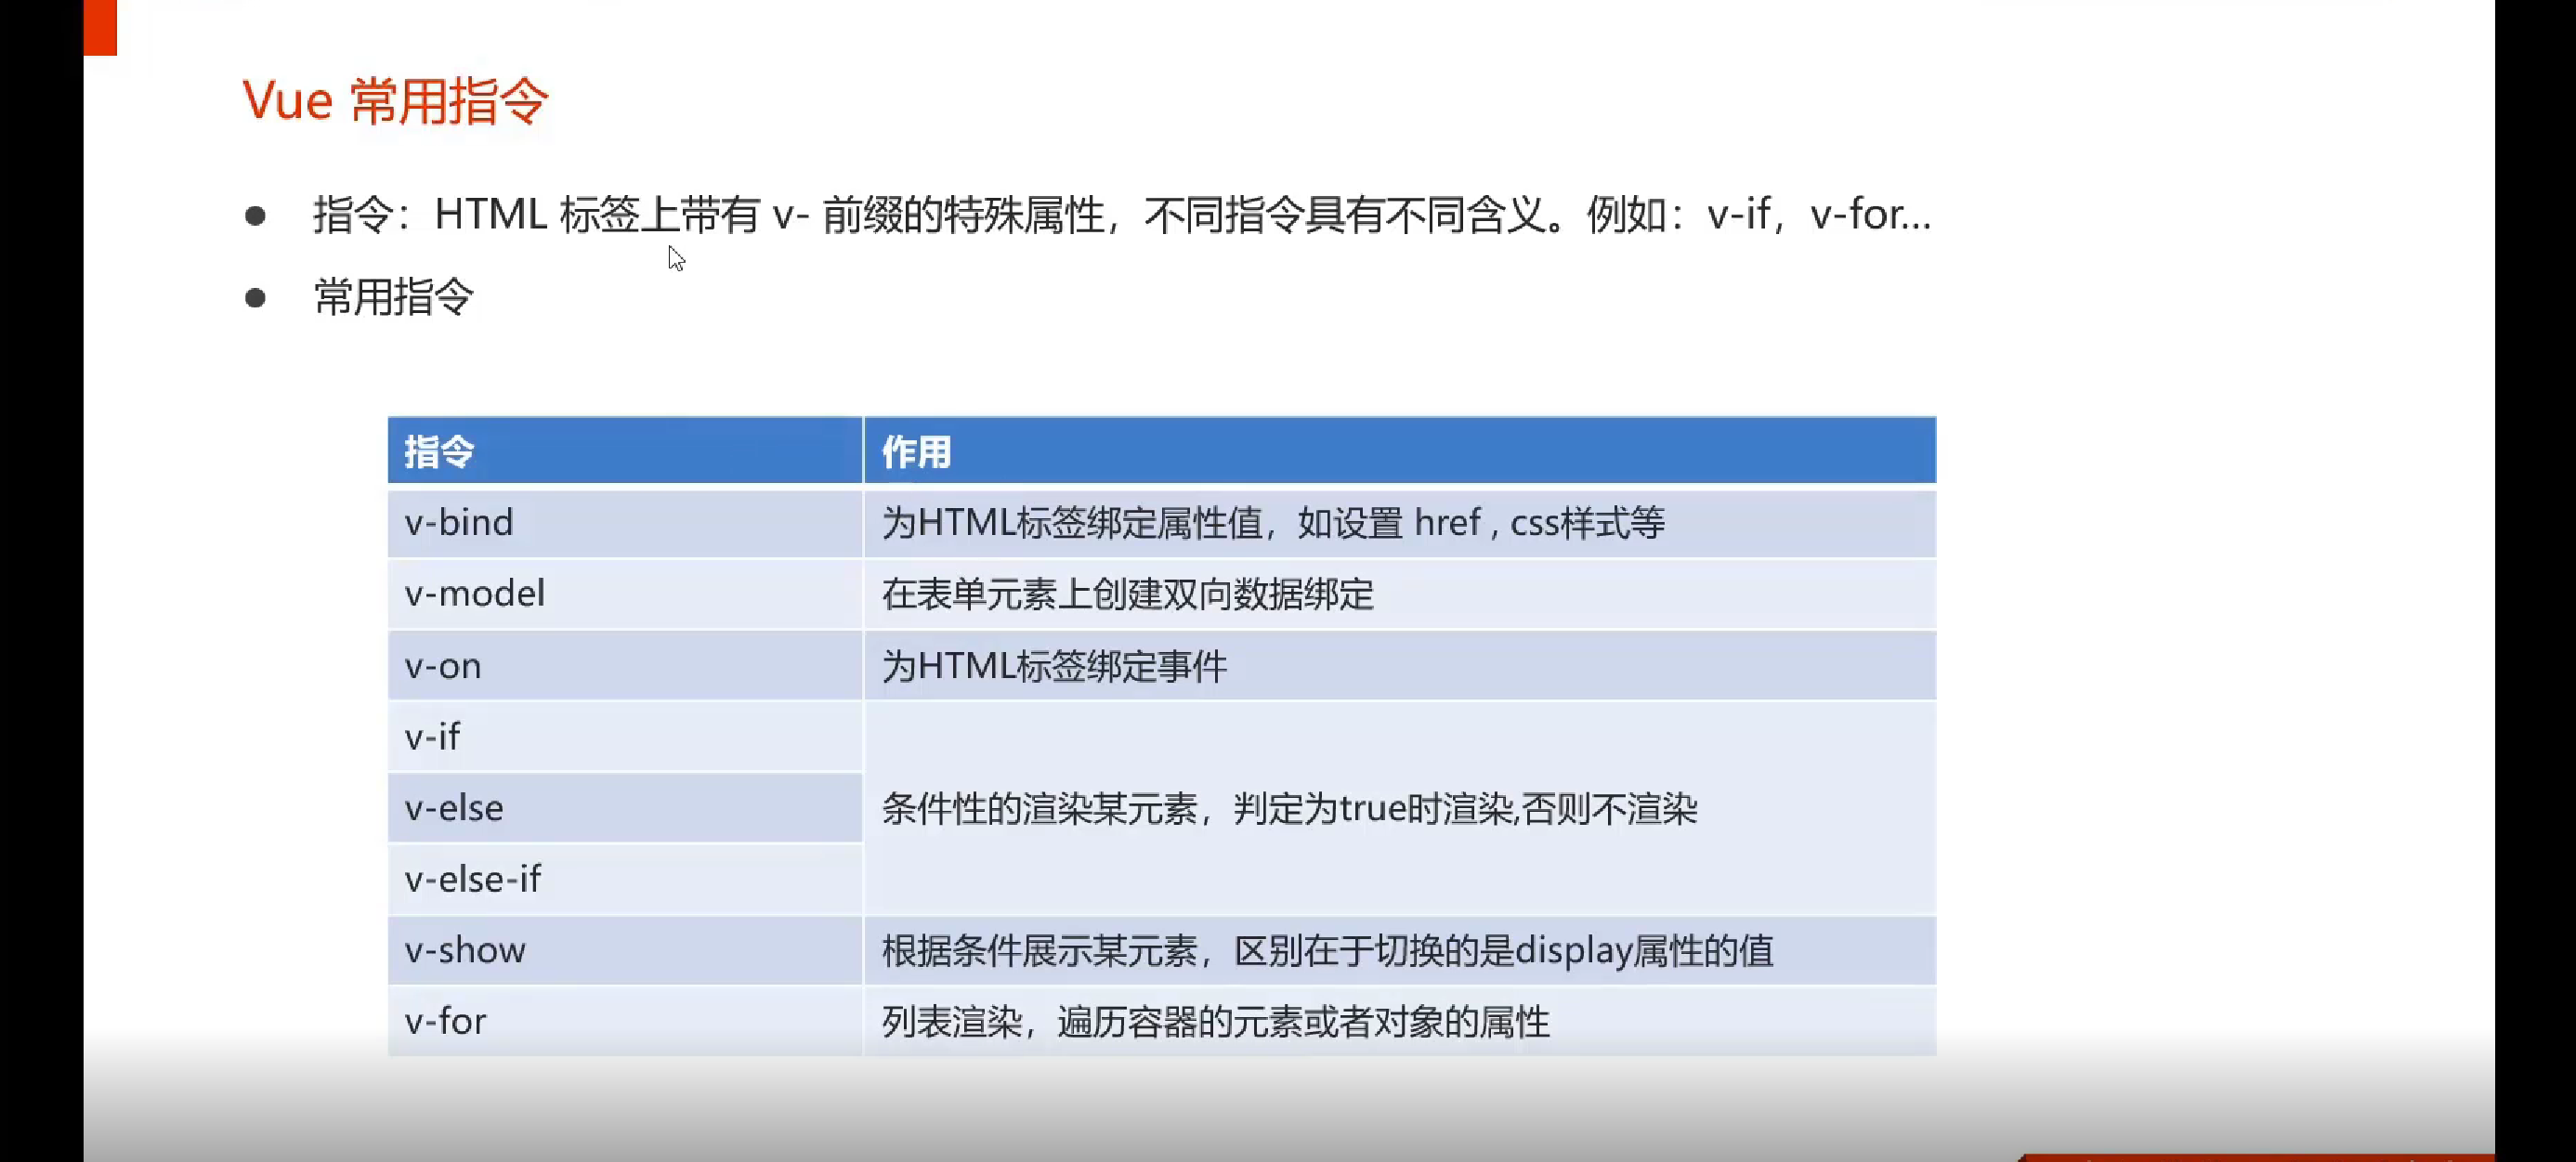 Vue 常用指令
指令：HTML 标签上带有 v- 前缀的特殊属性，不同指令具有不同含义。例如：v-if，v-for...
常用指令
指令 作用
v-bind 为HTML标签绑定属性值，如设置 href , css样式等
v-model 在表单元素上创建双向数据绑定
v-on 为HTML标签绑定事件
v-if
v-else 条件性的渲染某元素，判定为true时渲染,否则不渲染
v-else-if
v-show 根据条件展示某元素，区别在于切换的是display属性的值
v-for 列表渲染，遍历容器的元素或者对象的属性